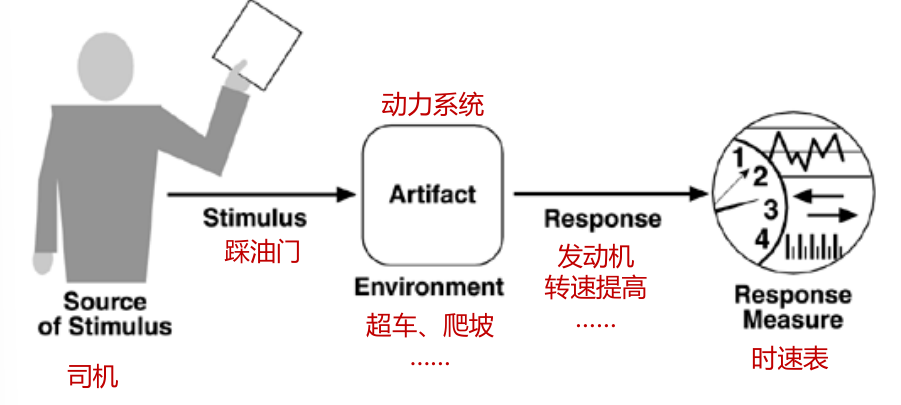 动力系统
Artifact
Stimulus
踩油门
Response
发动机
转速提高
……
Environment
超车、爬坡
……
Source
of Stimulus
司机
1
2
3
4
Response
Measure
时速表